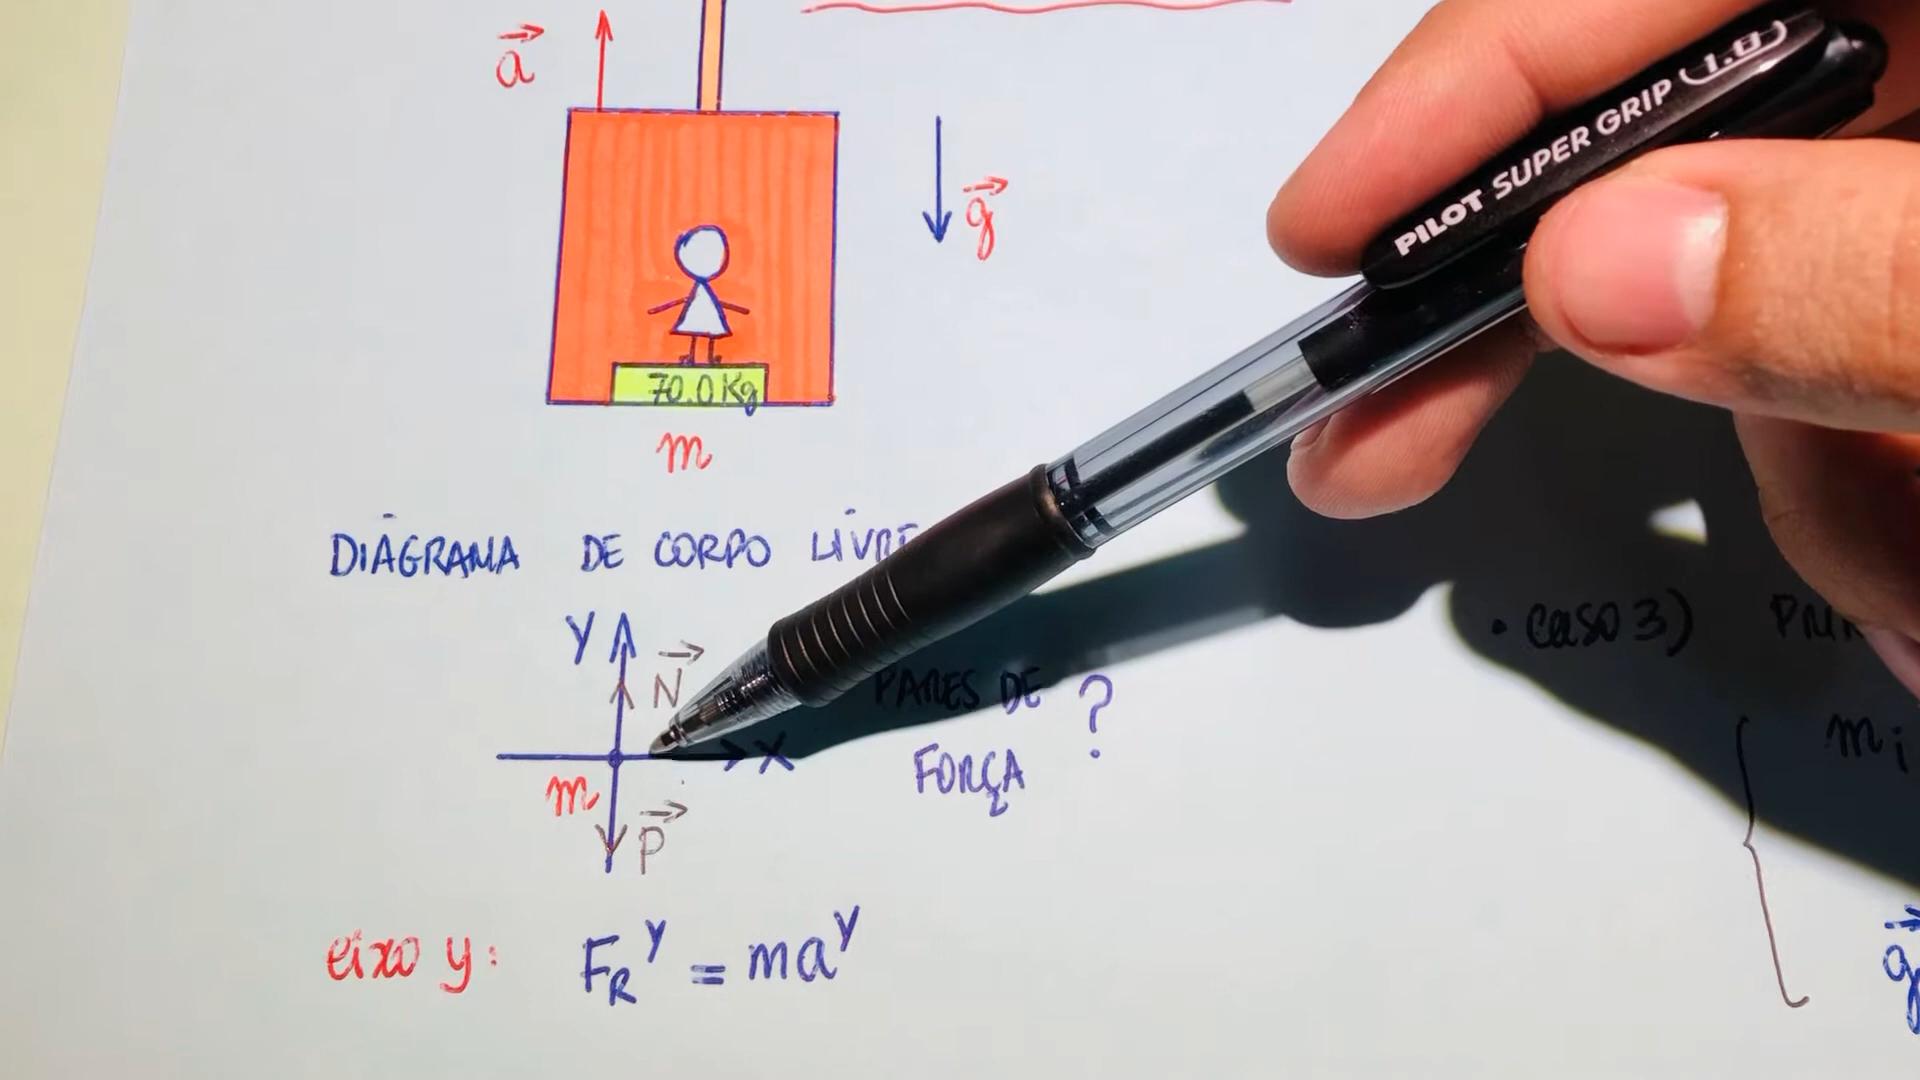 a
g
70.0 Kg
m
PILOT SUPER GRIP 1.0
DIAGRAMA DE CORPO LIVRE
Y
N
X
m
P
PARES DE
FORÇA ?
eixo y: F_R^Y = ma^Y
• caso 3)
m i
g